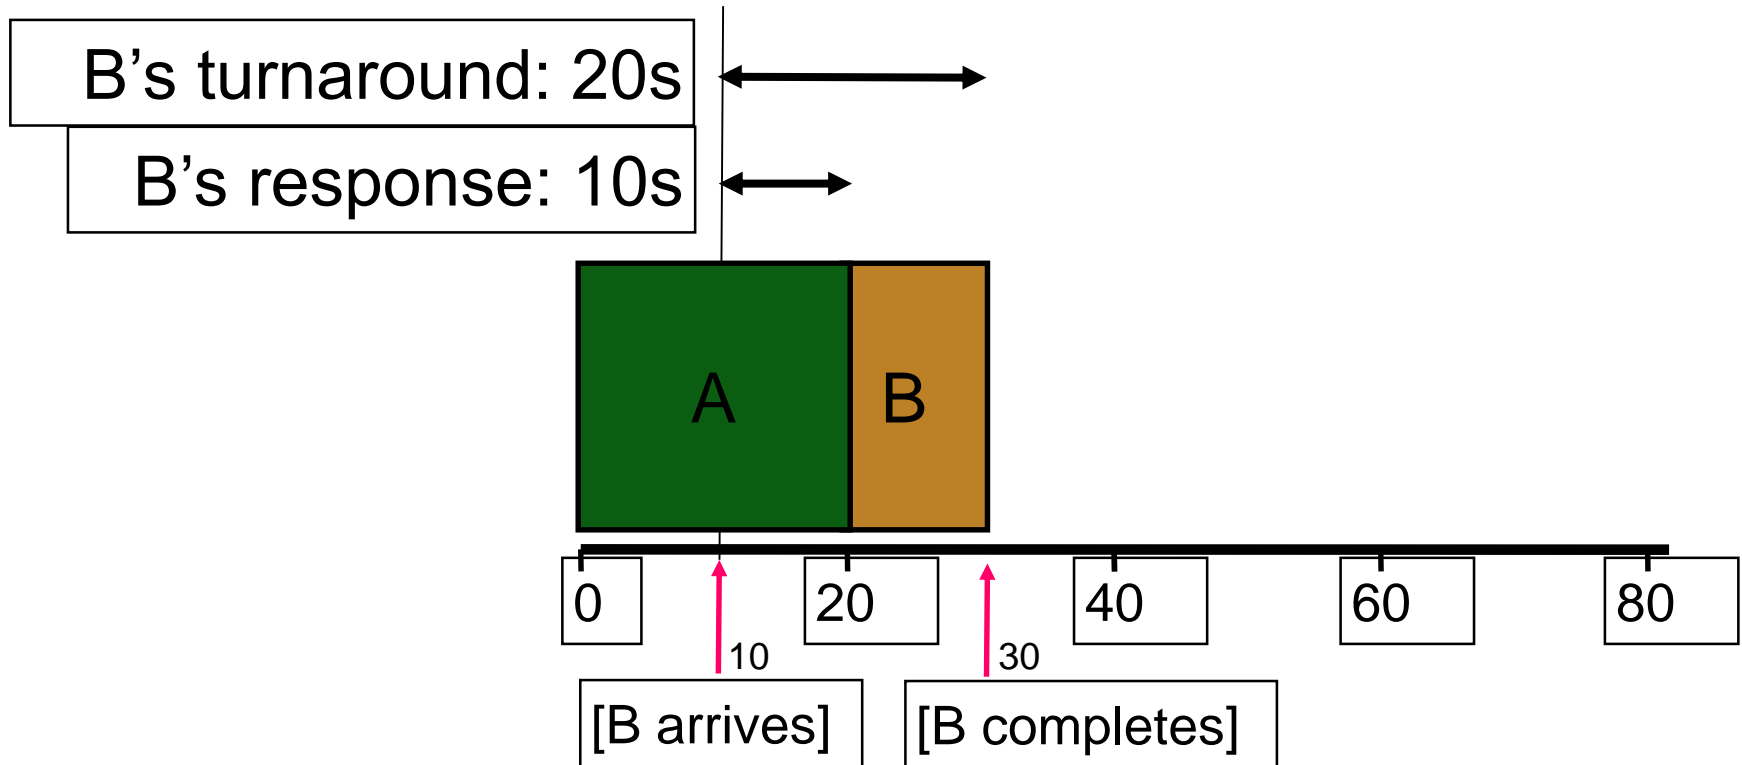 B’s turnaround: 20s
B’s response: 10s
A B
0 20 40 60 80
10 30
[B arrives] [B completes]